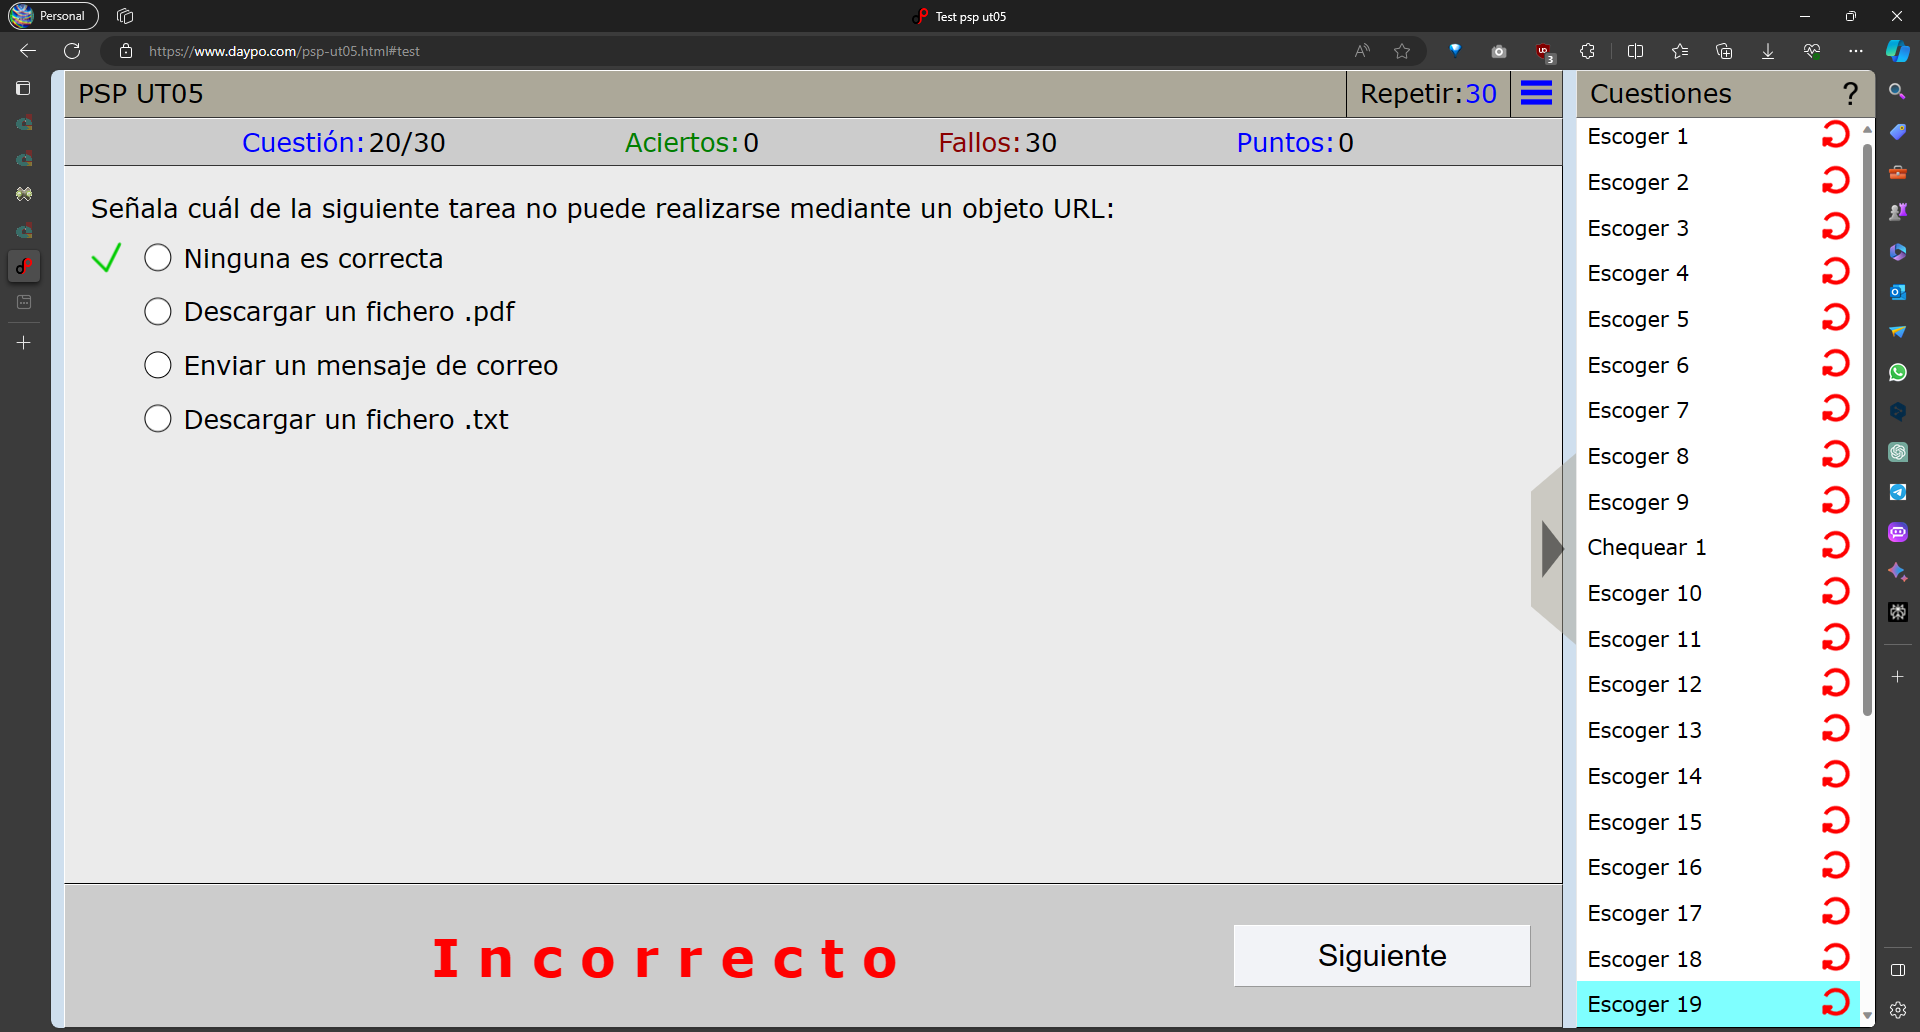 Personal
Test psp ut05
https://www.daypo.com/psp-ut05.html#test
3
PSP UT05
Repetir:30
Cuestión:20/30
Aciertos:0
Fallos:30
Puntos:0
Señala cuál de la siguiente tarea no puede realizarse mediante un objeto URL:
Ninguna es correcta
Descargar un fichero .pdf
Enviar un mensaje de correo
Descargar un fichero .txt
Incorrecto
Siguiente
Cuestiones
?
Escoger 1
Escoger 2
Escoger 3
Escoger 4
Escoger 5
Escoger 6
Escoger 7
Escoger 8
Escoger 9
Chequear 1
Escoger 10
Escoger 11
Escoger 12
Escoger 13
Escoger 14
Escoger 15
Escoger 16
Escoger 17
Escoger 18
Escoger 19